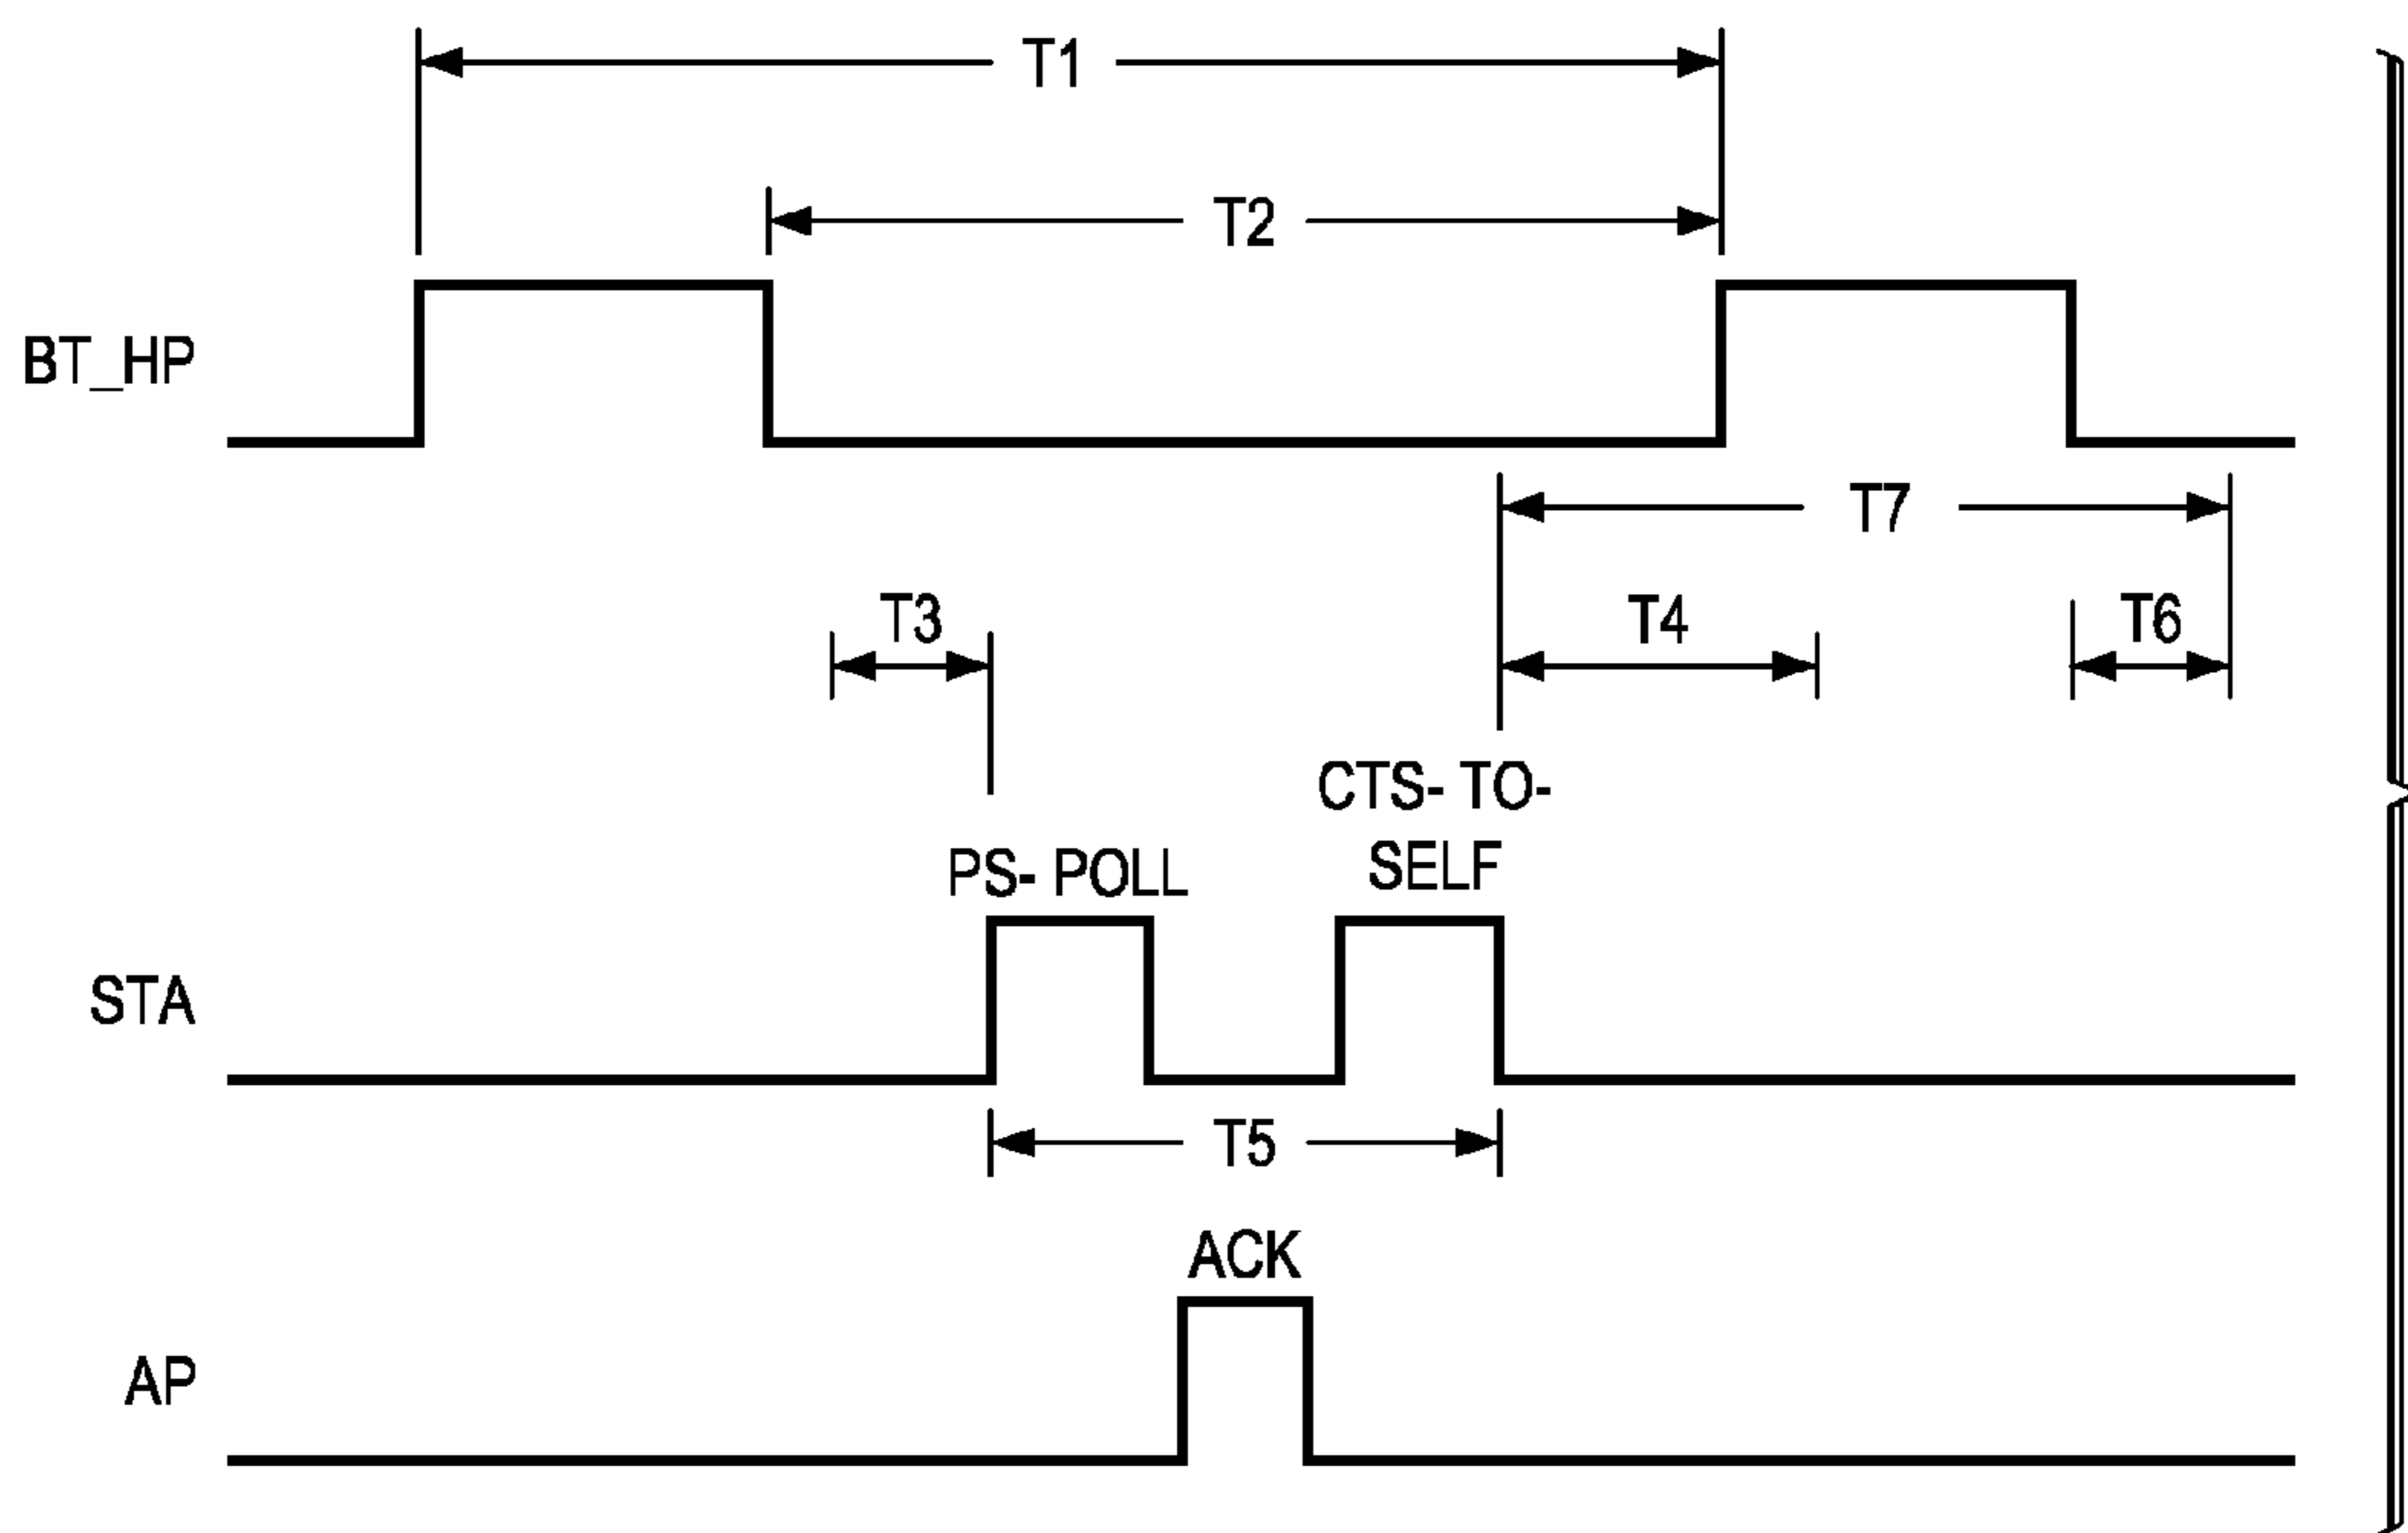 T1
T2
BT_HP
T7
T3
T4
T6
CTS- TO-
SELF
PS- POLL
STA
T5
ACK
AP